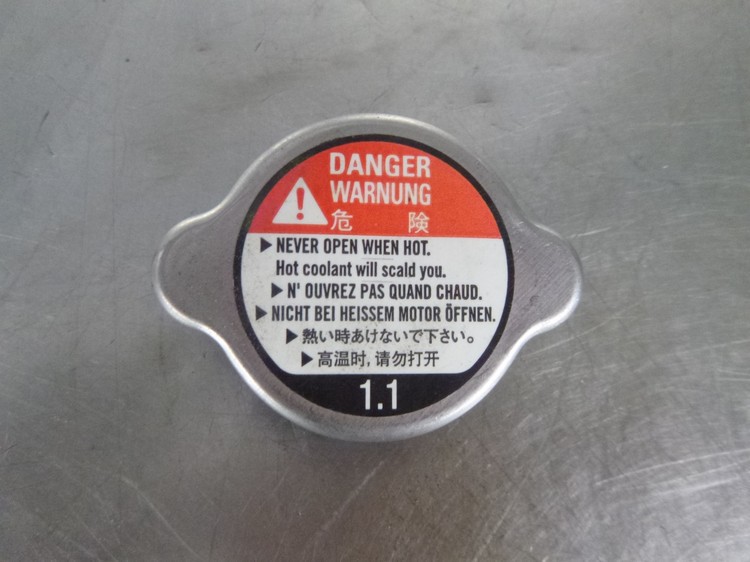 DANGER
WARNUNG
危 険
▶ NEVER OPEN WHEN HOT.
Hot coolant will scald you.
▶ N' OUVREZ PAS QUAND CHAUD.
▶ NICHT BEI HEISSEM MOTOR ÖFFNEN.
▶ 熱い時あけないで下さい。
▶ 高温时, 请勿打开
1.1